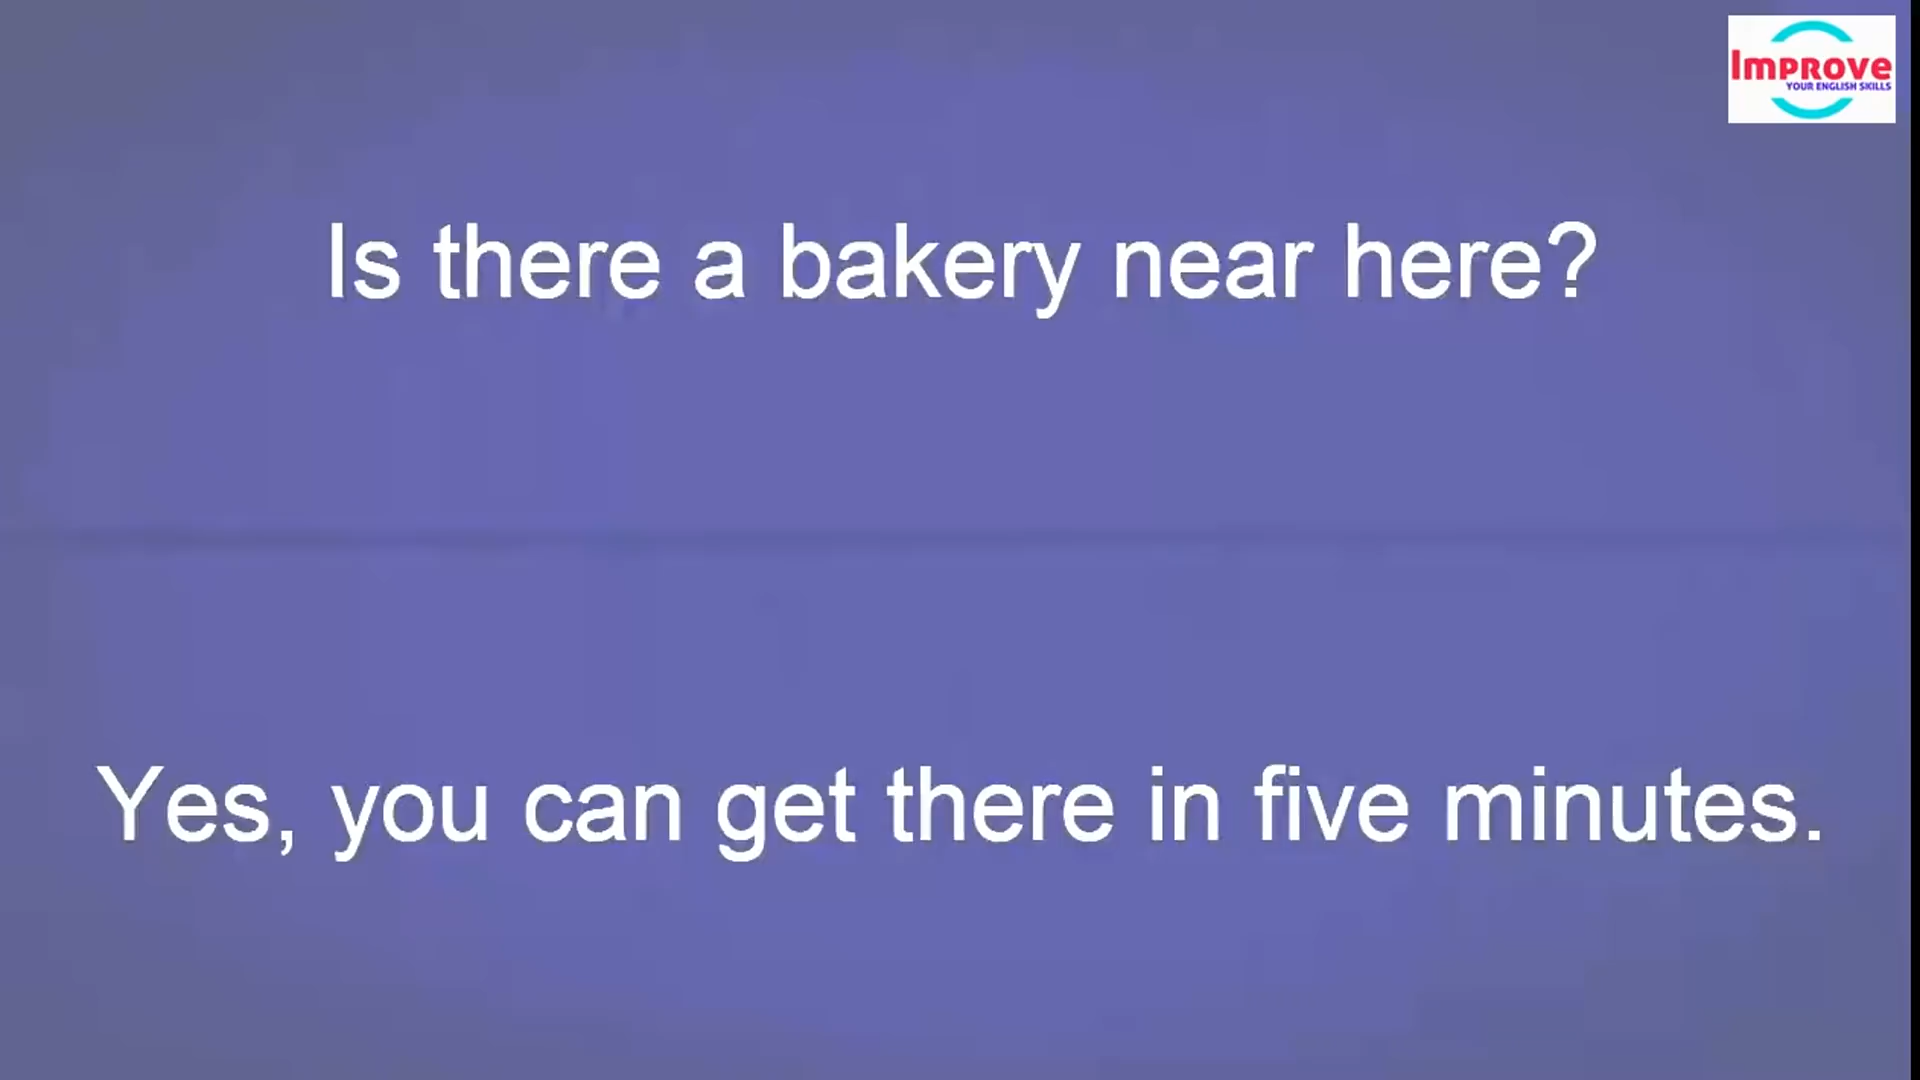 Improve
YOUR ENGLISH SKILLS
Is there a bakery near here?
Yes, you can get there in five minutes.